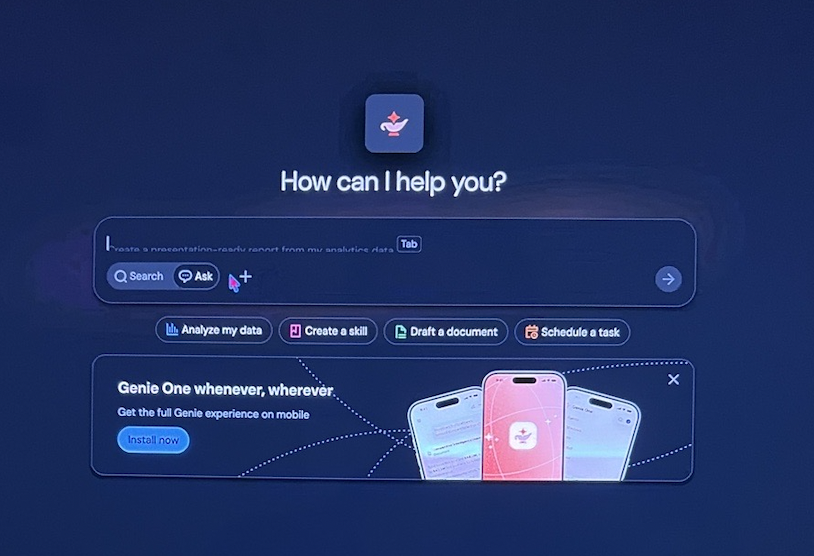 How can I help you?
Create a presentation-ready report from my analytics data Tab
Search Ask
Analyze my data Create a skill Draft a document Schedule a task
Genie One whenever, wherever
Get the full Genie experience on mobile
Install now